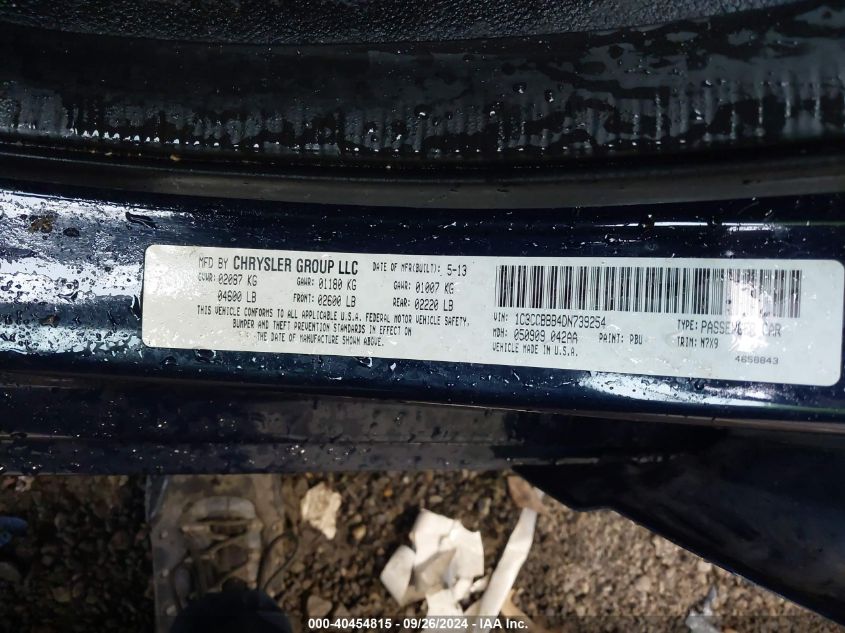 MFD BY CHRYSLER GROUP LLC DATE OF MFR(BUILT): 5-13
GVWR: 02087 KG GAWR: 01180 KG GAWR: 01007 KG
04600 LB FRONT: 02600 LB REAR: 02220 LB
THIS VEHICLE CONFORMS TO ALL APPLICABLE U.S.A. FEDERAL MOTOR VEHICLE SAFETY,
BUMPER AND THEFT PREVENTION STANDARDS IN EFFECT ON
THE DATE OF MANUFACTURE SHOWN ABOVE.
VIN: 1C3CCBBB4DN739254 TYPE: PASSENGER CAR
MDH: 050909 042AA PAINT: PBU TRIM: N7X9
VEHICLE MADE IN U.S.A. 4658843
000-40454815 - 09/26/2024 - IAA Inc.